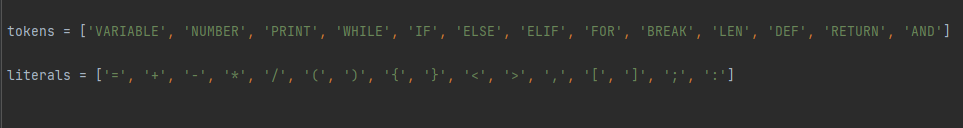 tokens = ['VARIABLE', 'NUMBER', 'PRINT', 'WHILE', 'IF', 'ELSE', 'ELIF', 'FOR', 'BREAK', 'LEN', 'DEF', 'RETURN', 'AND']
literals = ['=', '+', '-', '*', '/', '(', ')', '{', '}', '<', '>', ',', '[', ']', ';', ':']